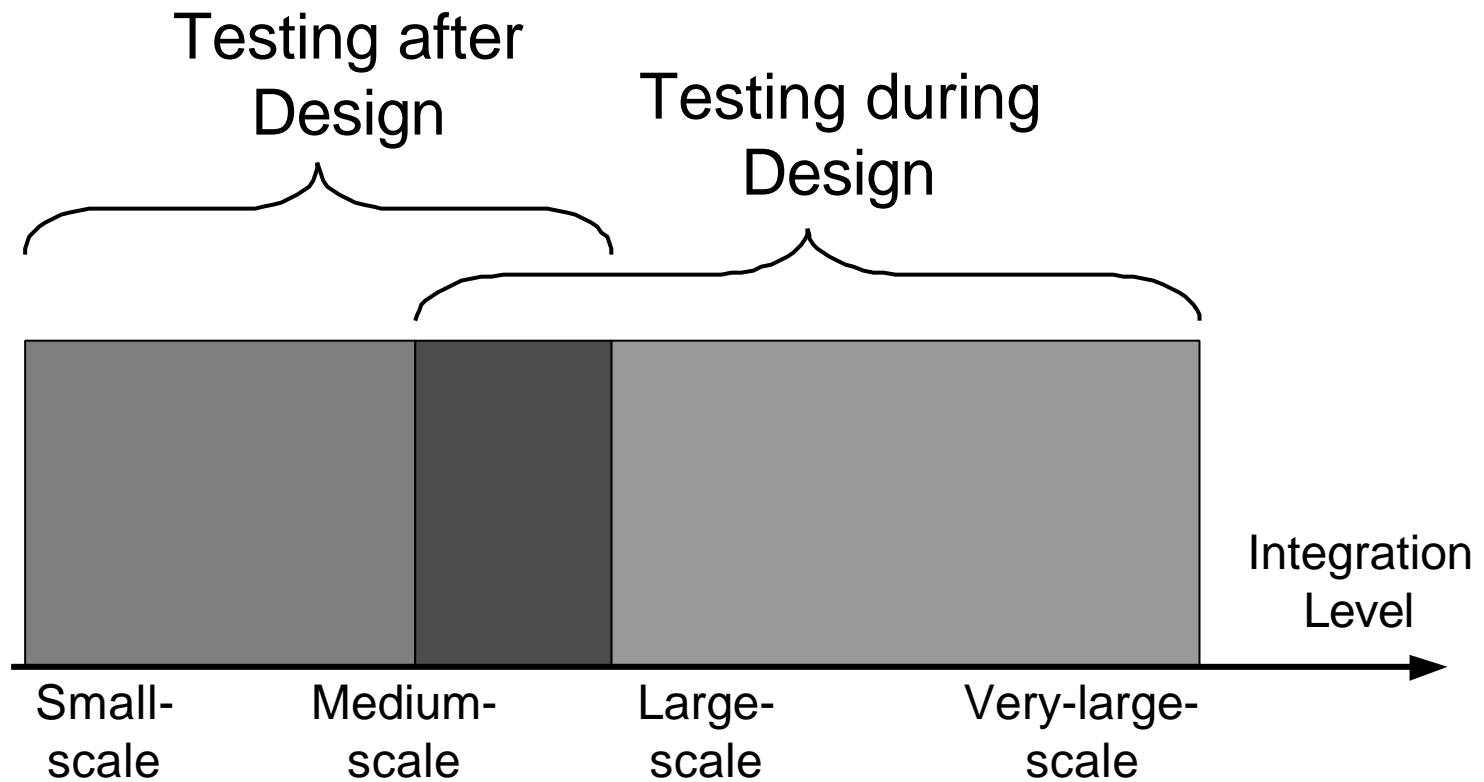 Testing after
Design
Testing during
Design
Integration
Level
Small-
scale
Medium-
scale
Large-
scale
Very-large-
scale